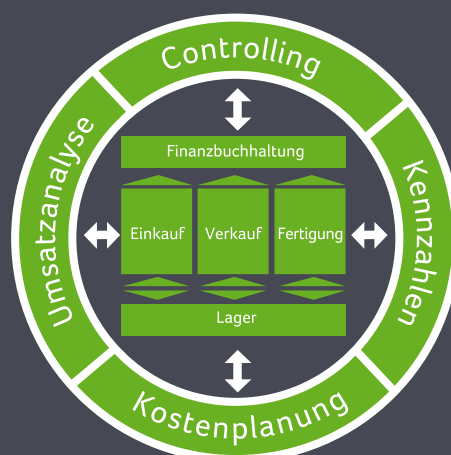 Controlling
Umsatzanalyse
Kennzahlen
Finanzbuchhaltung
Einkauf
Verkauf
Fertigung
Lager
Kostenplanung